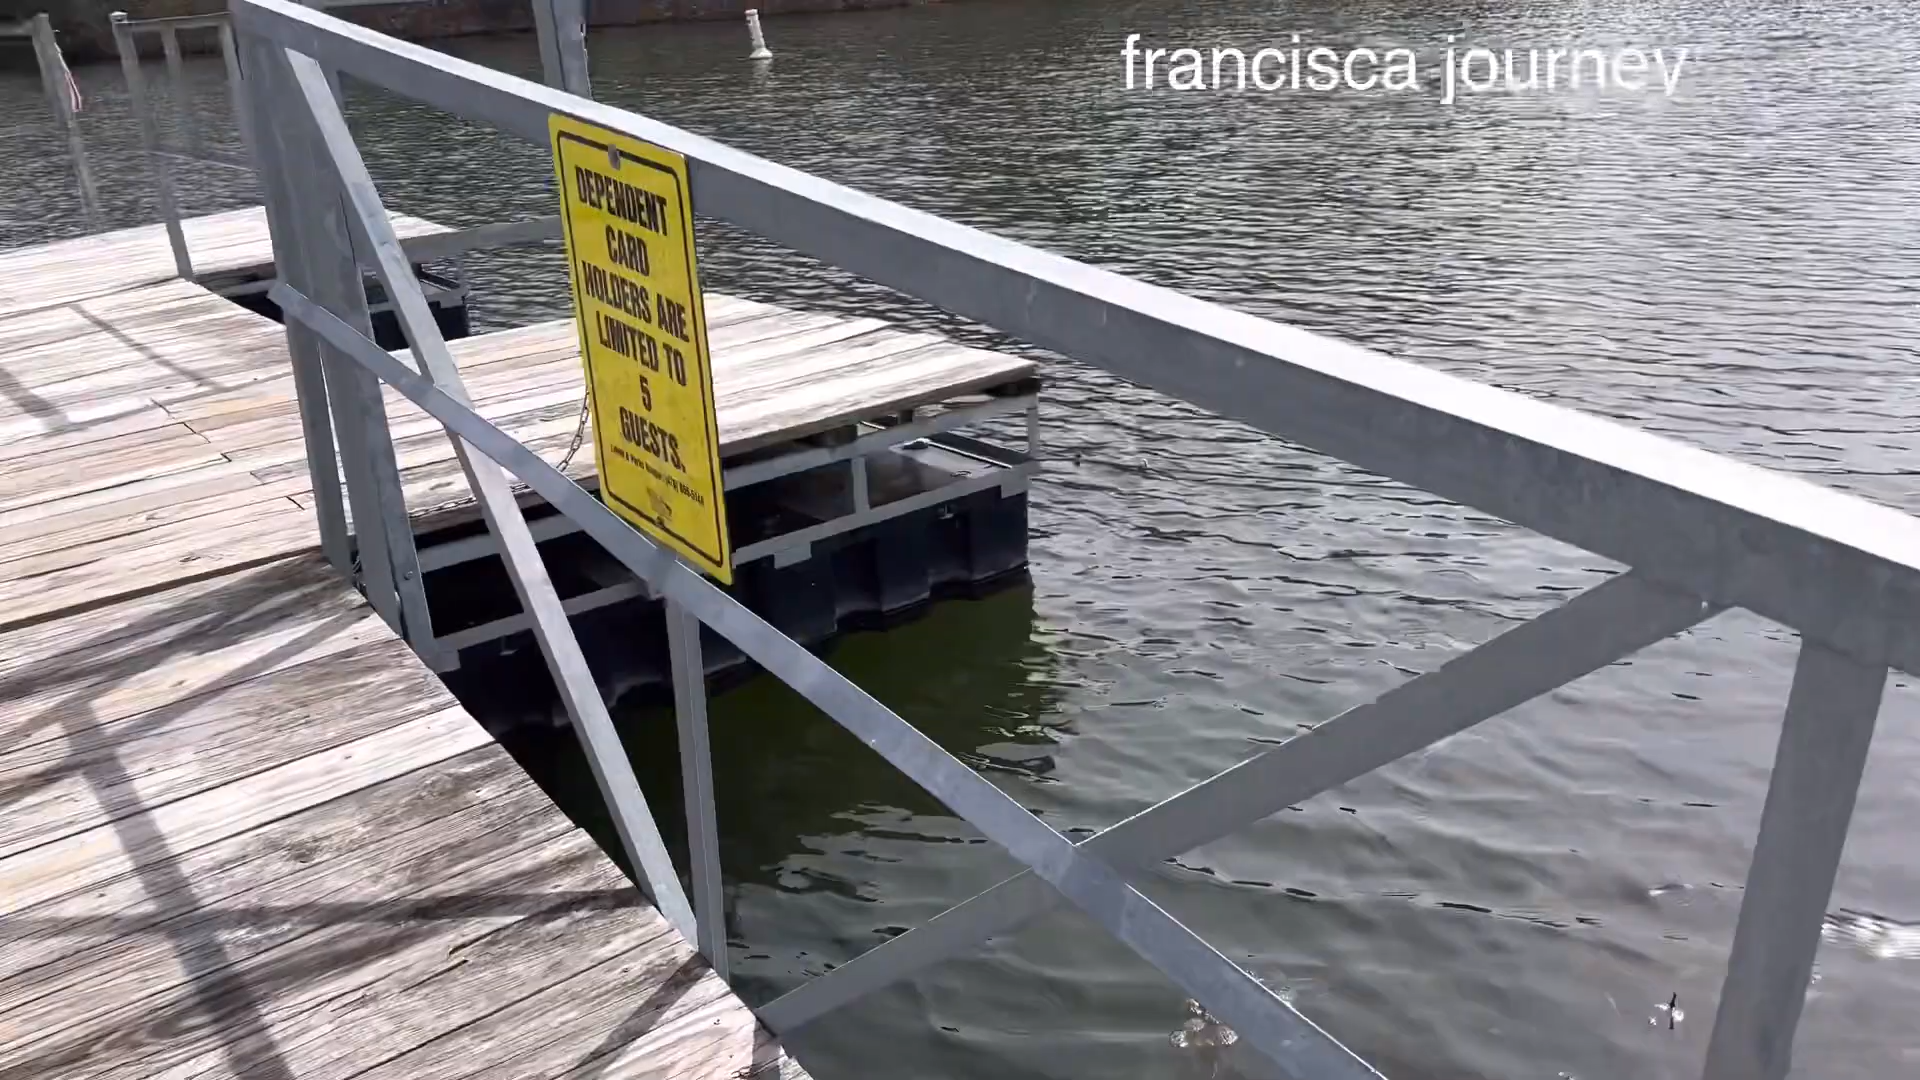 francisca journey
DEPENDENT
CARD
HOLDERS ARE
LIMITED TO
5
GUESTS.